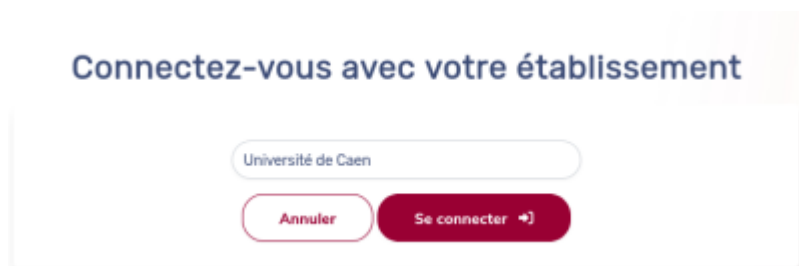 Connectez-vous avec votre établissement
Université de Caen
Annuler Se connecter